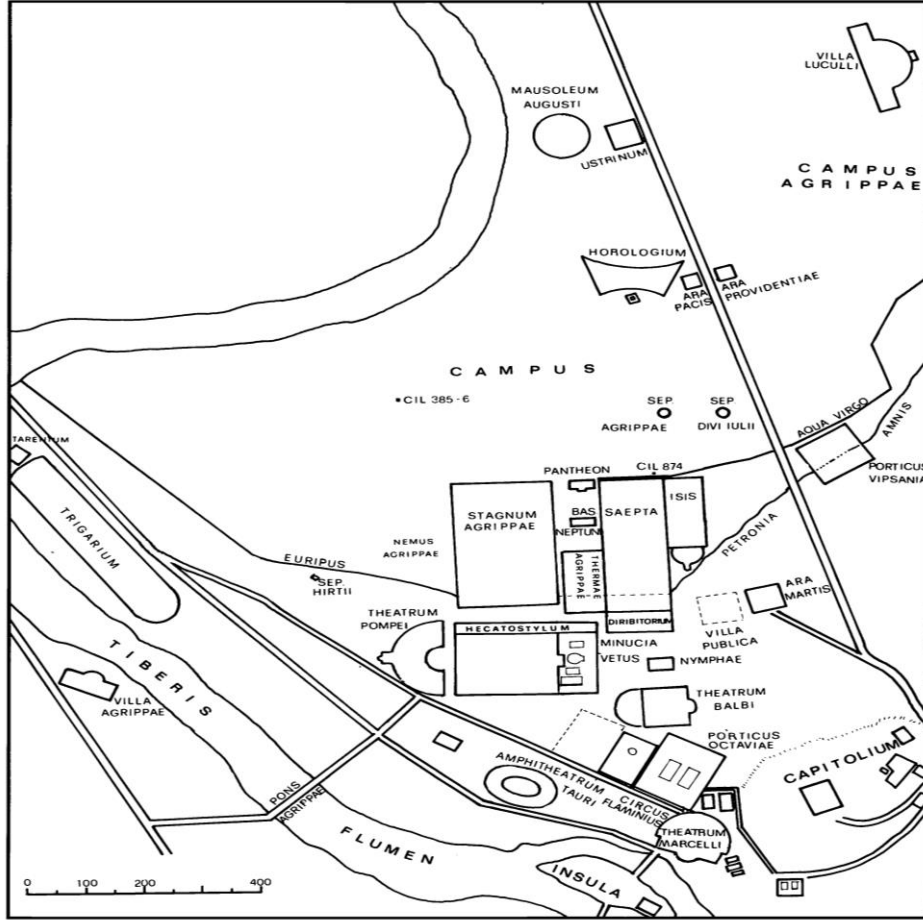 VILLA
LUCULLI
MAUSOLEUM
AUGUSTI
USTRINUM
CAMPUS
AGRIPPAE
HOROLOGIUM
ARA
PACIS
ARA
PROVIDENTIAE
CAMPUS
•CIL 385-6
SEP.
AGRIPPAE
SEP.
DIVI IULII
AQUA VIRGO
AMNIS
TARENTUM
PANTHEON
CIL 874
PORTICUS
VIPSANIA
TRIGARIUM
STAGNUM
AGRIPPAE
BAS
NEPTUNI
SAEPTA
ISIS
PETRONIA
NEMUS
AGRIPPAE
EURIPUS
SEP.
HIRTII
THERMAE
AGRIPPAE
ARA
MARTIS
THEATRUM
POMPEI
HECATOSTYLUM
DIRIBITORIUM
VILLA
PUBLICA
MINUCIA
VETUS
NYMPHAE
TIBERIS
VILLA
AGRIPPAE
THEATRUM
BALBI
PORTICUS
OCTAVIAE
CAPITOLIUM
AMPHITHEATRUM
TAURI
CIRCUS
FLAMINIUS
PONS
AGRIPPAE
THEATRUM
MARCELLI
FLUMEN
INSULA
0 100 200 400